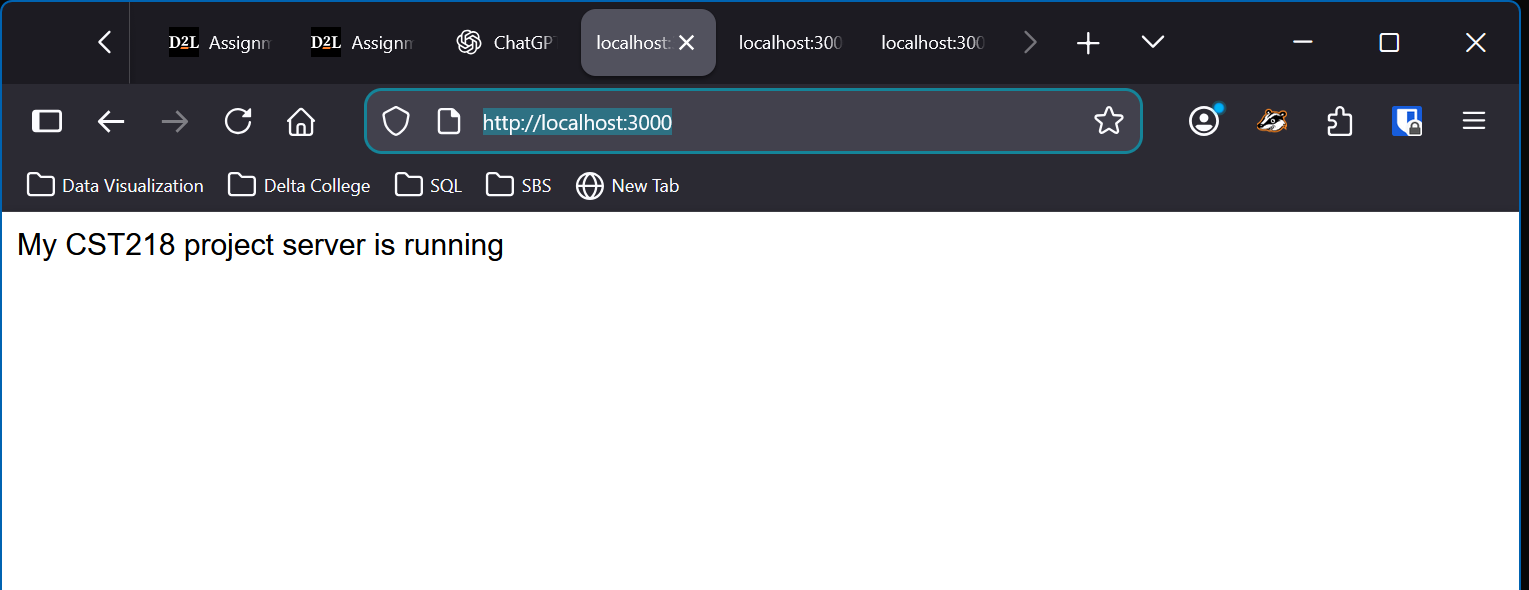 D2L Assignm D2L Assignm ChatGPT localhost: localhost:300 localhost:300
http://localhost:3000
Data Visualization Delta College SQL SBS New Tab
My CST218 project server is running